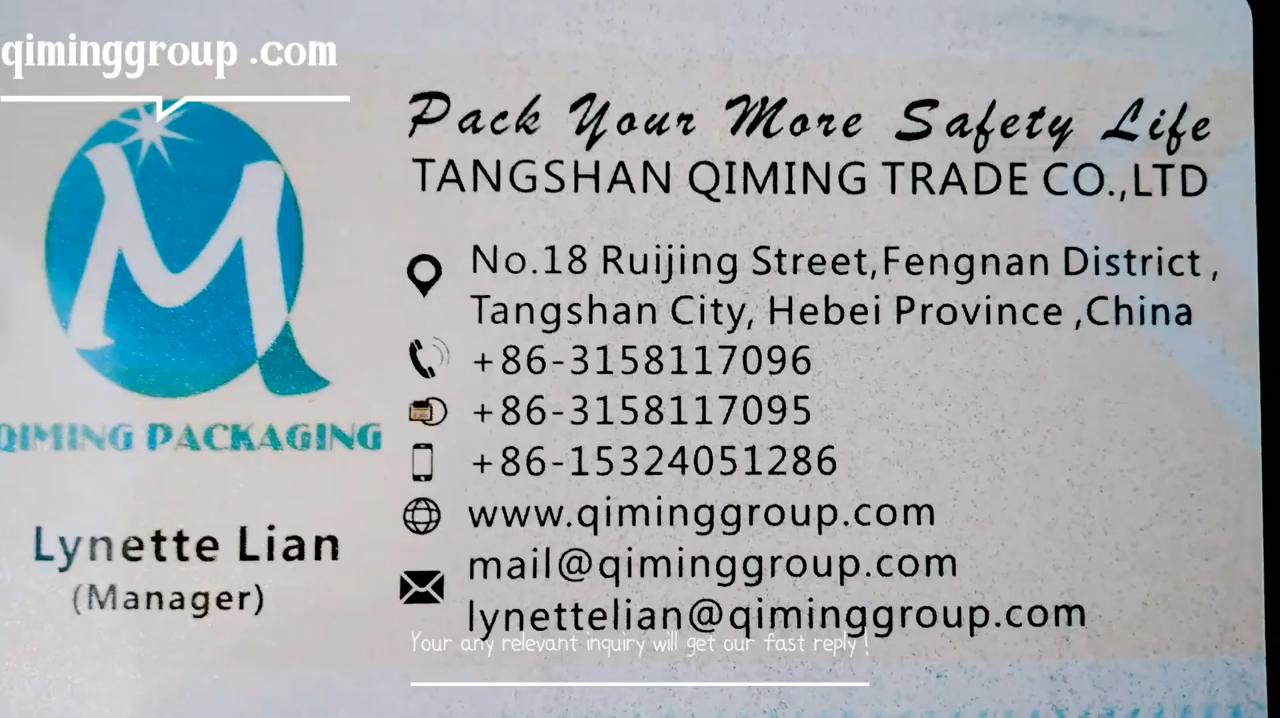 qiminggroup .com
Pack Your More Safety Life
TANGSHAN QIMING TRADE CO.,LTD
No.18 Ruijing Street,Fengnan District ,
Tangshan City, Hebei Province ,China
+86-3158117096
+86-3158117095
+86-15324051286
www.qiminggroup.com
mail@qiminggroup.com
lynettelian@qiminggroup.com
QIMING PACKAGING
Lynette Lian
(Manager)
Your any relevant inquiry will get our fast reply !